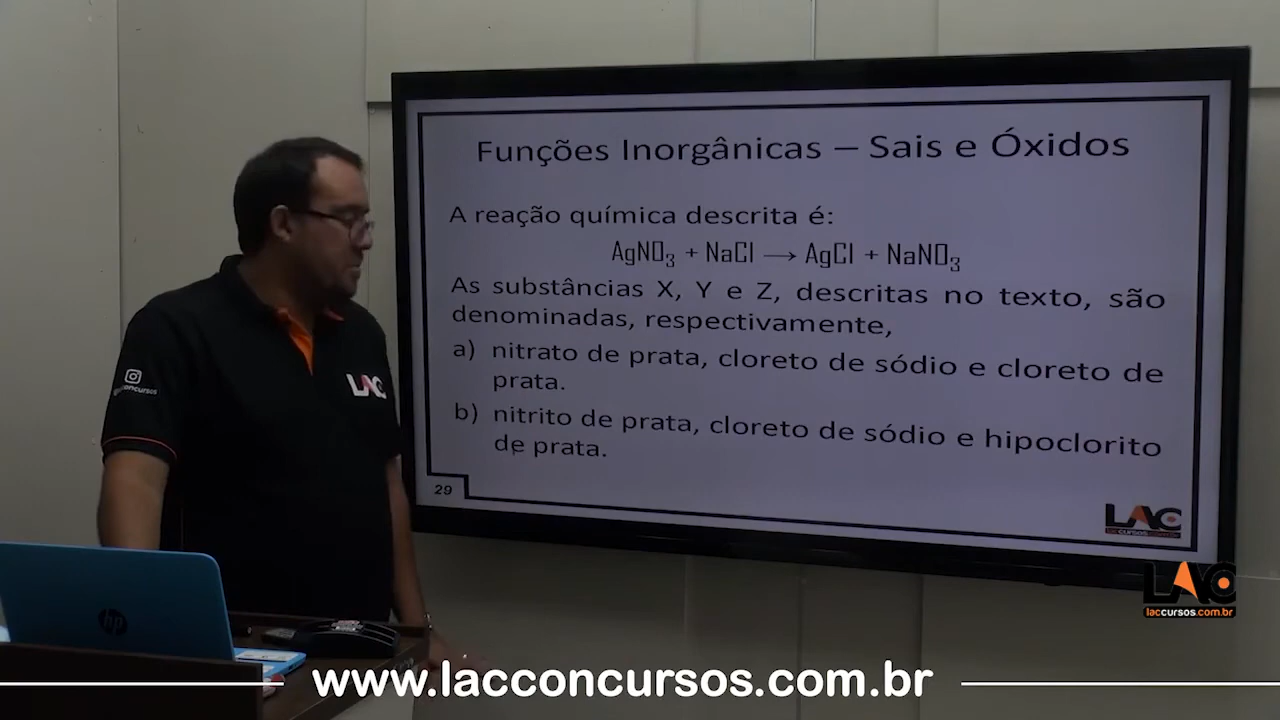 Funções Inorgânicas – Sais e Óxidos
A reação química descrita é:
AgNO₃ + NaCl → AgCl + NaNO₃
As substâncias X, Y e Z, descritas no texto, são
denominadas, respectivamente,
a) nitrato de prata, cloreto de sódio e cloreto de
prata.
b) nitrito de prata, cloreto de sódio e hipoclorito
de prata.
29
LAC
laccursos.com.br
LAC
hp
LAC
laccursos.com.br
www.lacconcursos.com.br